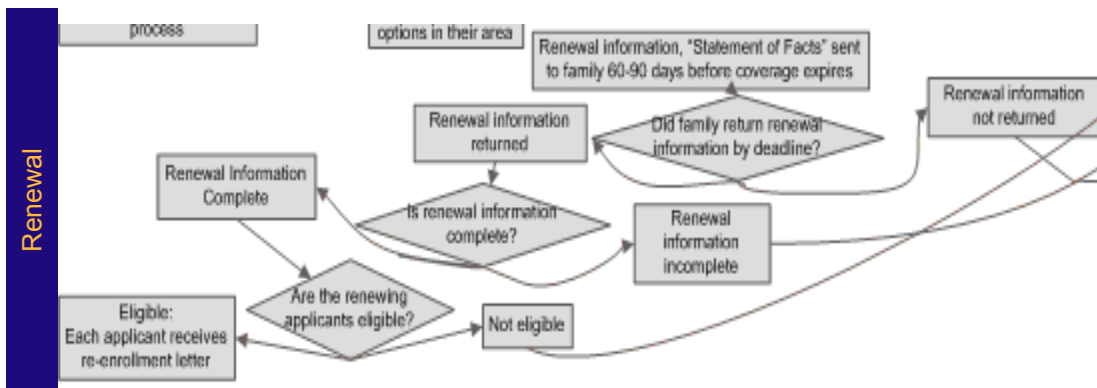 process
options in their area
Renewal information, “Statement of Facts” sent
to family 60-90 days before coverage expires
Renewal information
not returned
Did family return renewal
information by deadline?
Renewal information
returned
Renewal Information
Complete
Is renewal information
complete?
Renewal
information
incomplete
Are the renewing
applicants eligible?
Eligible:
Each applicant receives
re-enrollment letter
Not eligible
Renewal